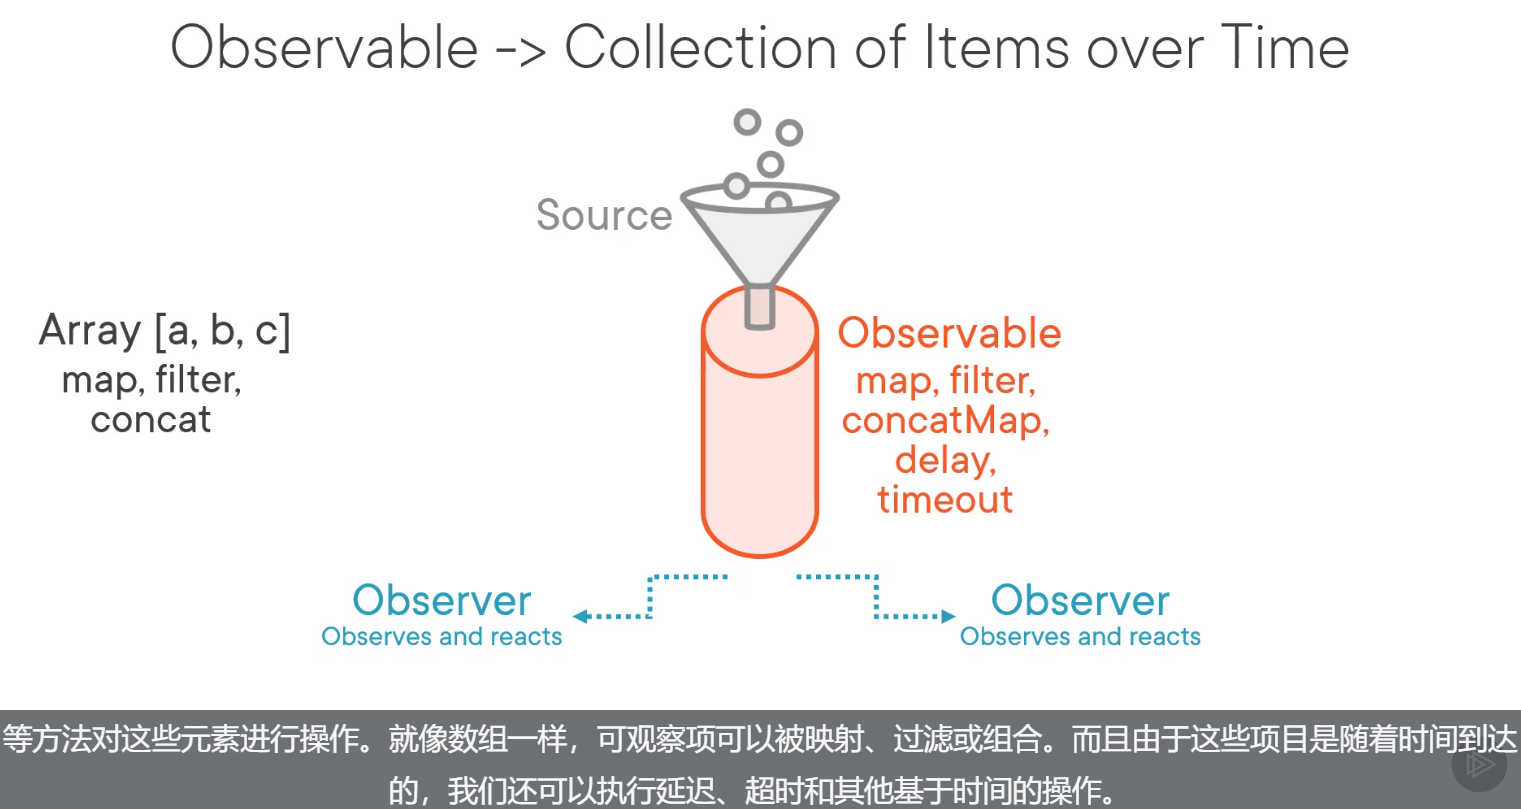 Observable -> Collection of Items over Time
Source
Array [a, b, c]
map, filter,
concat
Observable
map, filter,
concatMap,
delay,
timeout
Observer
Observes and reacts
Observer
Observes and reacts
等方法对这些元素进行操作。就像数组一样，可观察项可以被映射、过滤或组合。而且由于这些项目是随着时间到达
的，我们还可以执行延迟、超时和其他基于时间的操作。